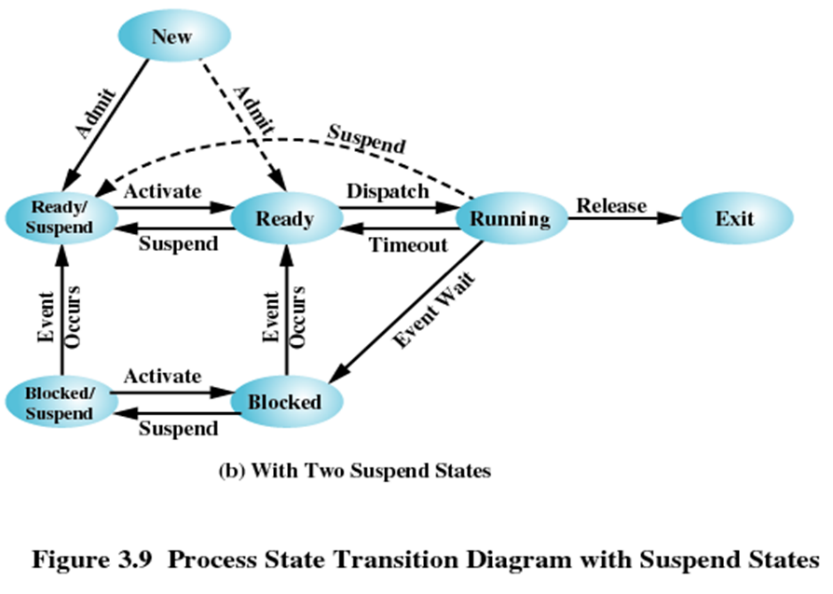 New
Admit
Admit
Suspend
Ready/
Suspend
Activate
Suspend
Ready
Dispatch
Timeout
Running
Release
Exit
Event
Occurs
Event
Occurs
Event Wait
Blocked/
Suspend
Activate
Suspend
Blocked
(b) With Two Suspend States
Figure 3.9 Process State Transition Diagram with Suspend States